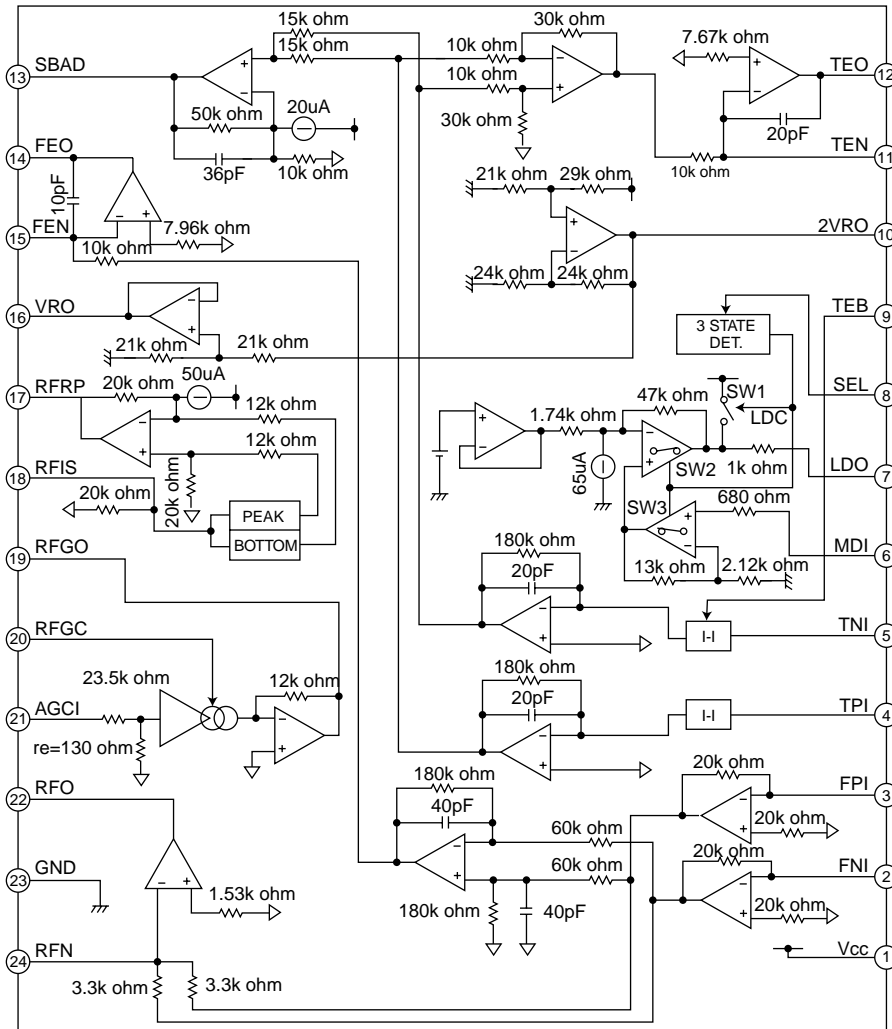 15k ohm
15k ohm
30k ohm
10k ohm
10k ohm
30k ohm
7.67k ohm
20pF
10k ohm
13 SBAD
50k ohm
20uA
36pF
10k ohm
14 FEO
10pF
15 FEN
7.96k ohm
10k ohm
TEO 12
TEN 11
21k ohm
29k ohm
24k ohm
24k ohm
2VRO 10
16 VRO
21k ohm
21k ohm
TEB 9
3 STATE
DET.
SEL 8
17 RFRP
20k ohm
50uA
12k ohm
12k ohm
20k ohm
18 RFIS
20k ohm
PEAK
BOTTOM
1.74k ohm
47k ohm
SW1
LDC
SW2
65uA
1k ohm
LDO 7
SW3
680 ohm
MDI 6
13k ohm
2.12k ohm
19 RFGO
180k ohm
20pF
I-I
TNI 5
20 RFGC
23.5k ohm
12k ohm
21 AGCI
re=130 ohm
180k ohm
20pF
I-I
TPI 4
22 RFO
180k ohm
40pF
60k ohm
60k ohm
180k ohm
40pF
20k ohm
FPI 3
20k ohm
20k ohm
FNI 2
20k ohm
23 GND
1.53k ohm
24 RFN
3.3k ohm
3.3k ohm
Vcc 1
+
−
−
+
+
−
−
+
+
−
−
+
−
+
−
+
−
+
−
+
+
−
−
+
−
+
−
+
−
+
−
+
−
+
−
+